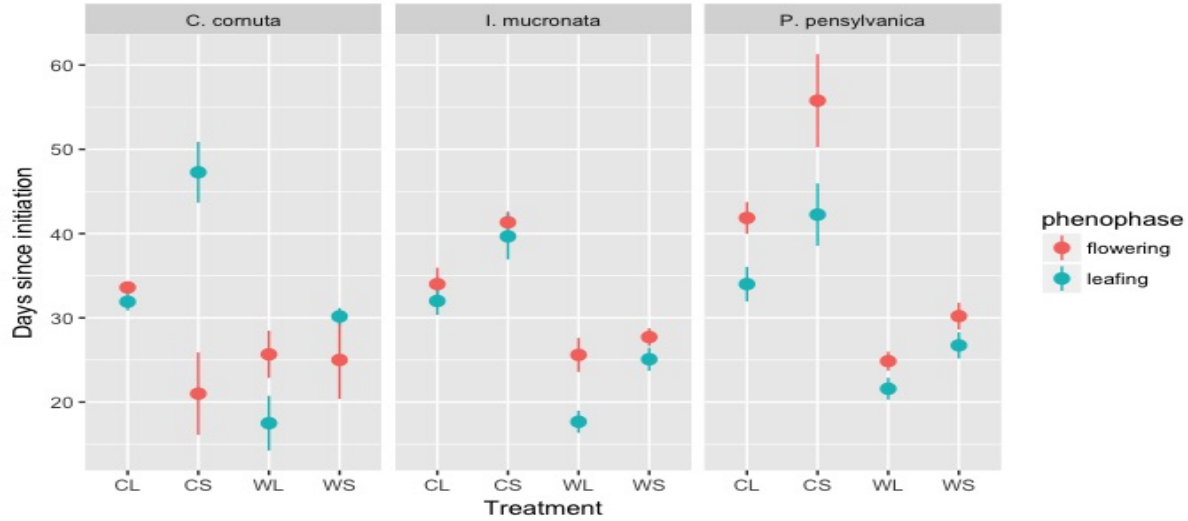 C. cornuta
I. mucronata
P. pensylvanica
60
50
40
30
20
Days since initiation
CL CS WL WS
CL CS WL WS
CL CS WL WS
Treatment
phenophase
flowering
leafing